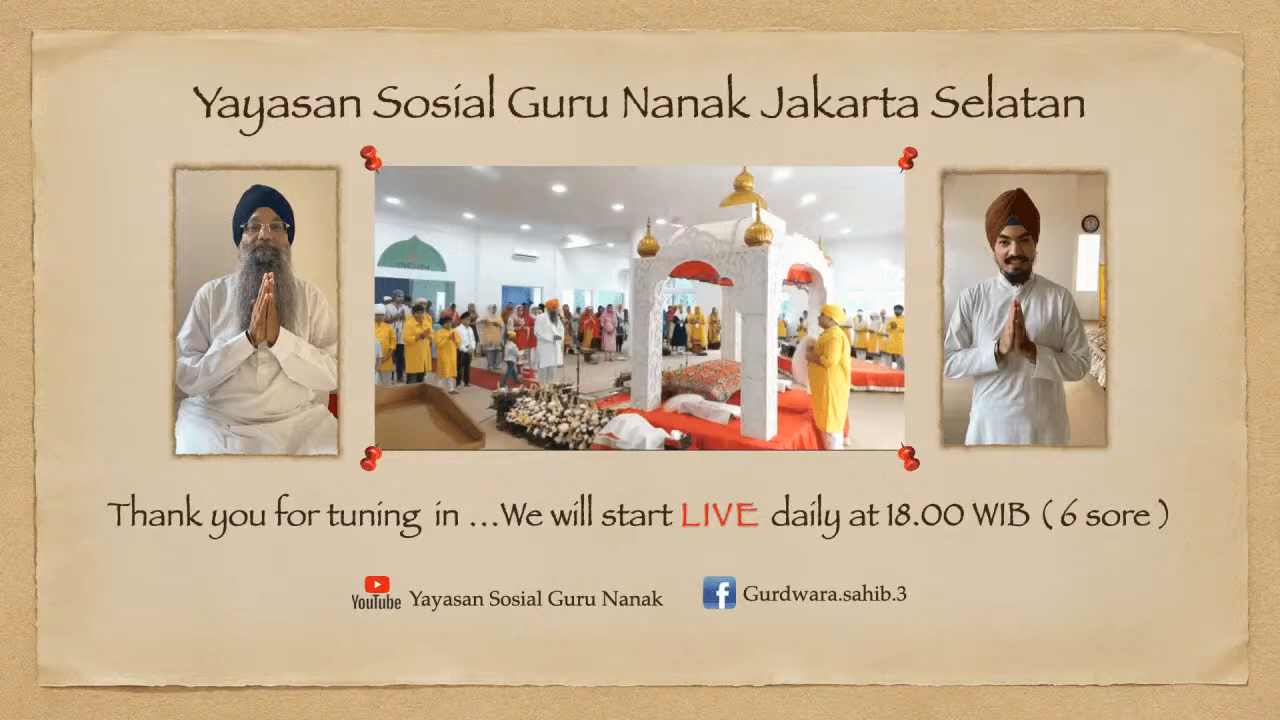 Yayasan Sosial Guru Nanak Jakarta Selatan
Thank you for tuning in ...We will start LIVE daily at 18.00 WIB ( 6 sore )
YouTube Yayasan Sosial Guru Nanak
f Gurdwara.sahib.3